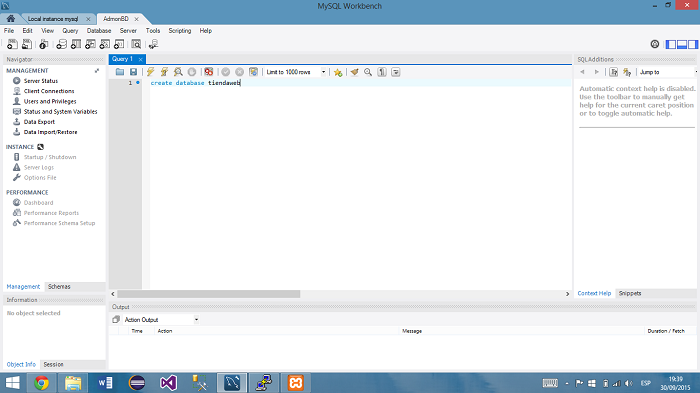 MySQL Workbench
Local instance mysql
AdmonBD
File Edit View Query Database Server Tools Scripting Help
Navigator
MANAGEMENT
Server Status
Client Connections
Users and Privileges
Status and System Variables
Data Export
Data Import/Restore
INSTANCE
Startup / Shutdown
Server Logs
Options File
PERFORMANCE
Dashboard
Performance Reports
Performance Schema Setup
Management Schemas
Information
No object selected
Object Info Session
Query 1
Limit to 1000 rows
1 create database tiendaweb
Output
Action Output
Time Action Message Duration / Fetch
SQLAdditions
Jump to
Automatic context help is disabled.
Use the toolbar to manually get
help for the current caret position
or to toggle automatic help.
Context Help Snippets
ESP
19:39
30/09/2015